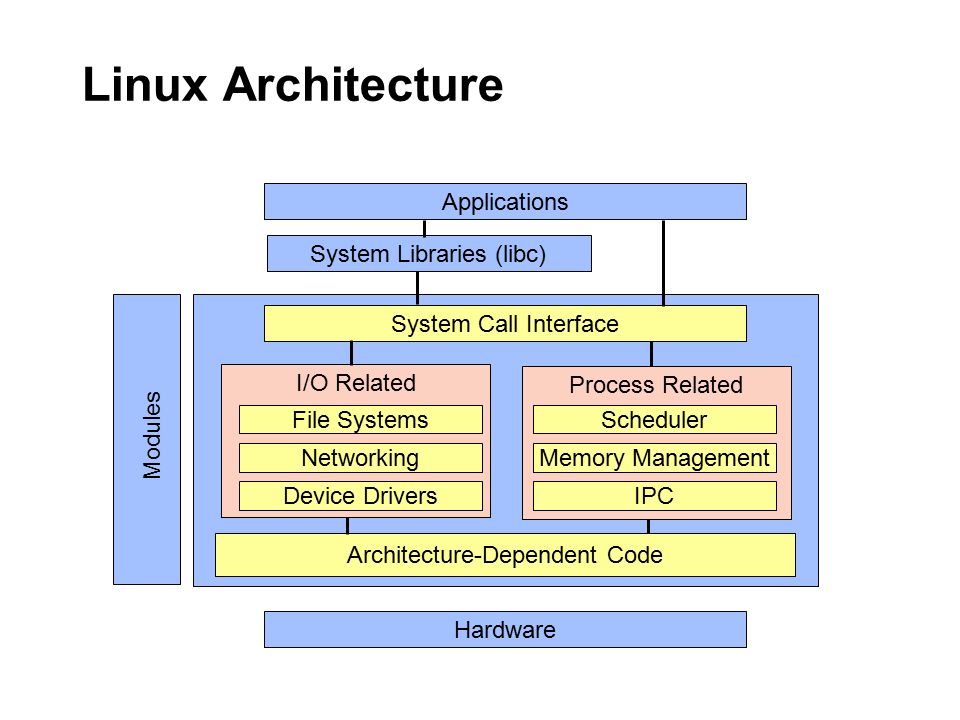 Linux Architecture
Applications
System Libraries (libc)
System Call Interface
Modules
I/O Related
File Systems
Networking
Device Drivers
Process Related
Scheduler
Memory Management
IPC
Architecture-Dependent Code
Hardware